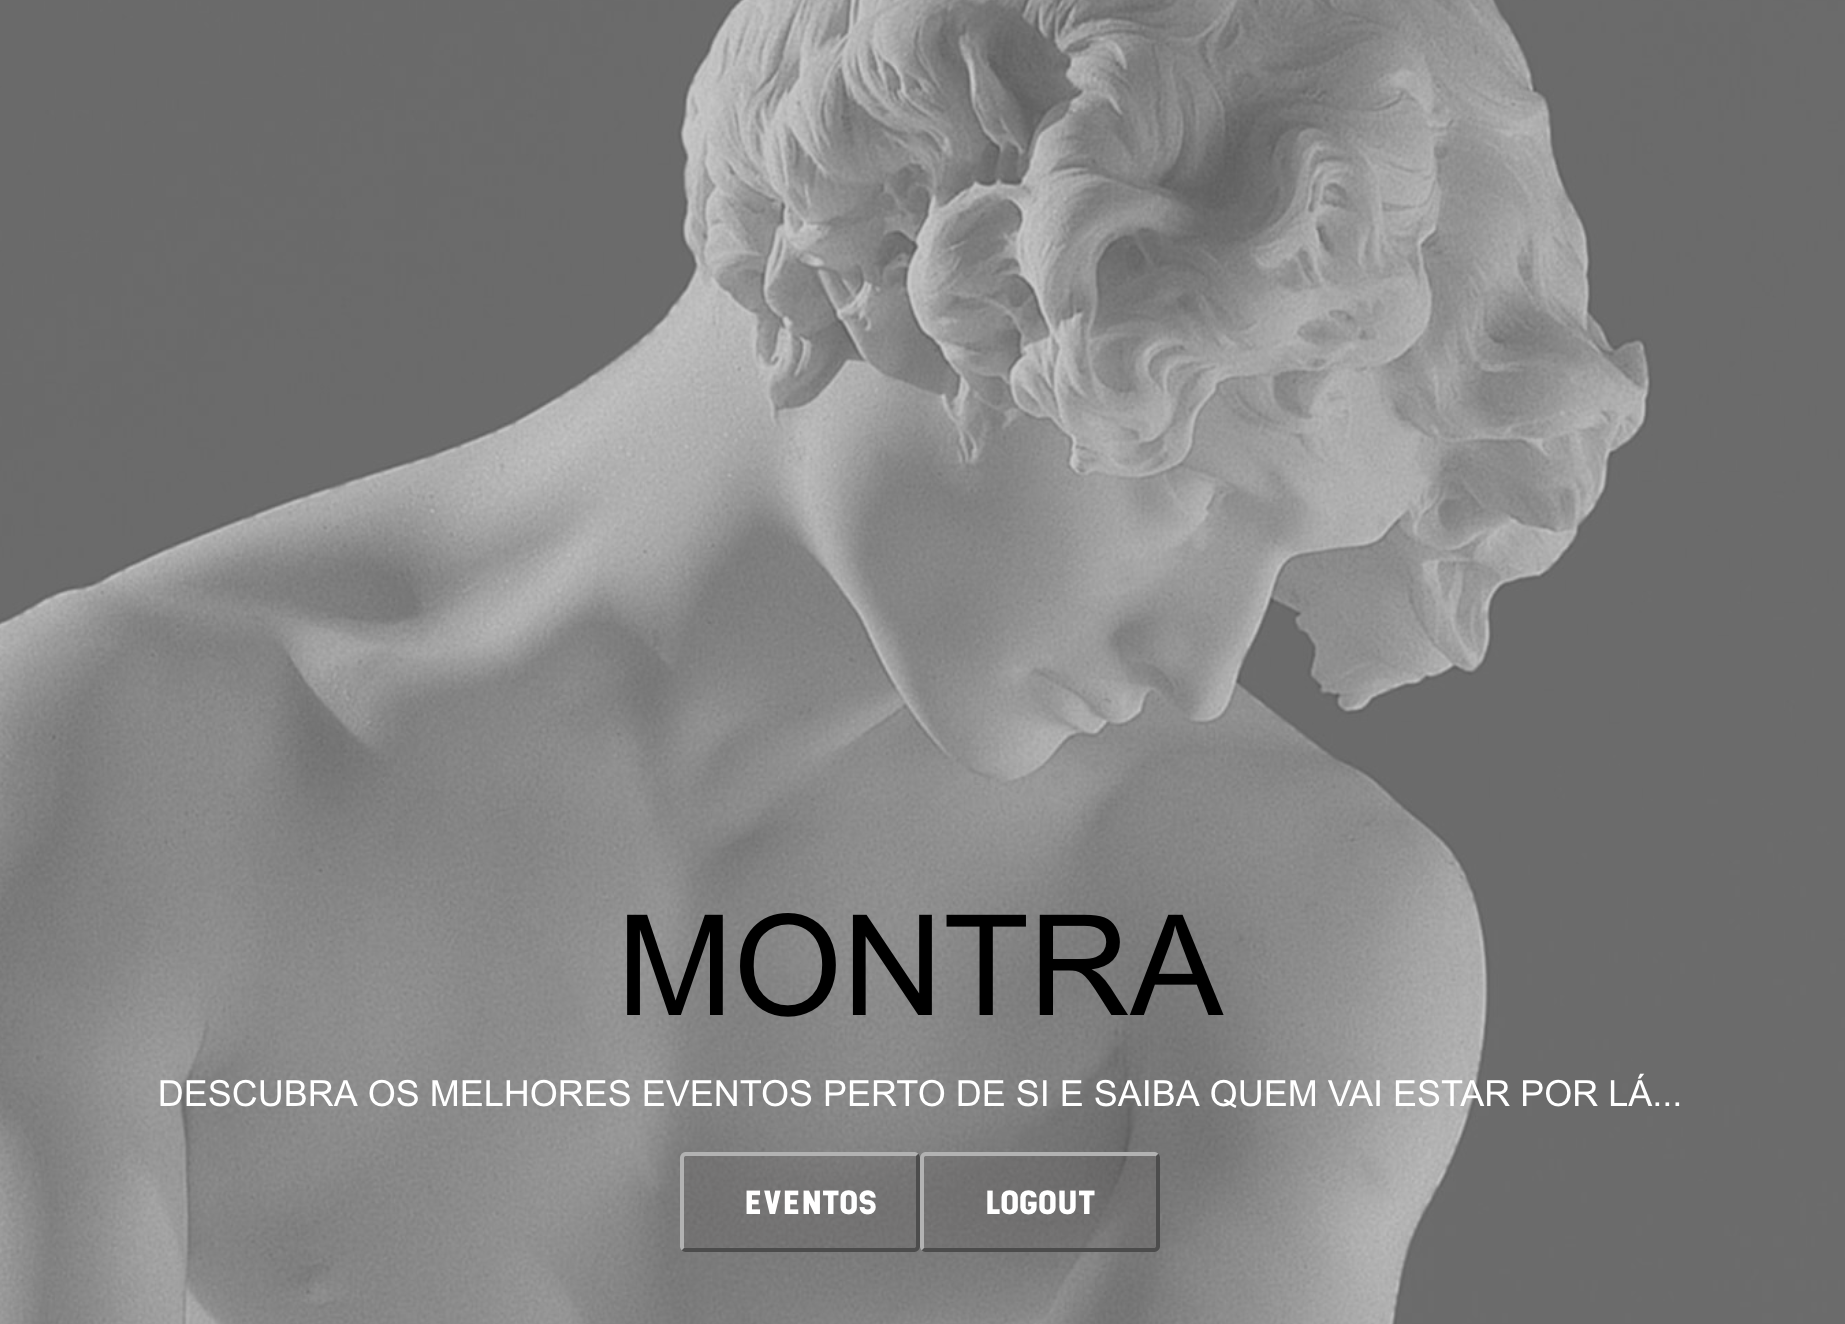 MONTRA
DESCUBRA OS MELHORES EVENTOS PERTO DE SI E SAIBA QUEM VAI ESTAR POR LÁ...
EVENTOS
LOGOUT